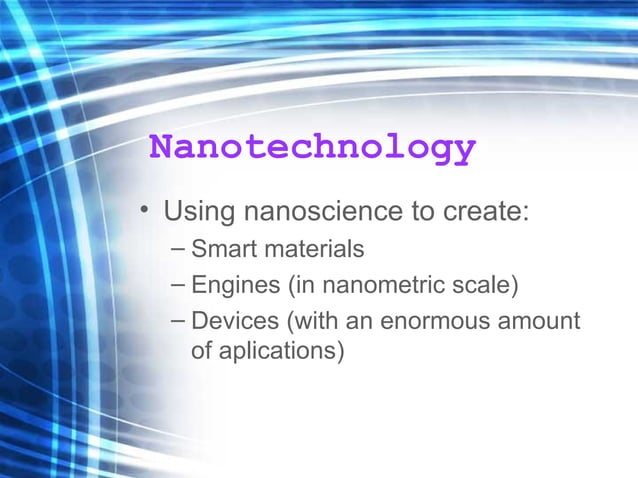 Nanotechnology
• Using nanoscience to create:
– Smart materials
– Engines (in nanometric scale)
– Devices (with an enormous amount
of aplications)